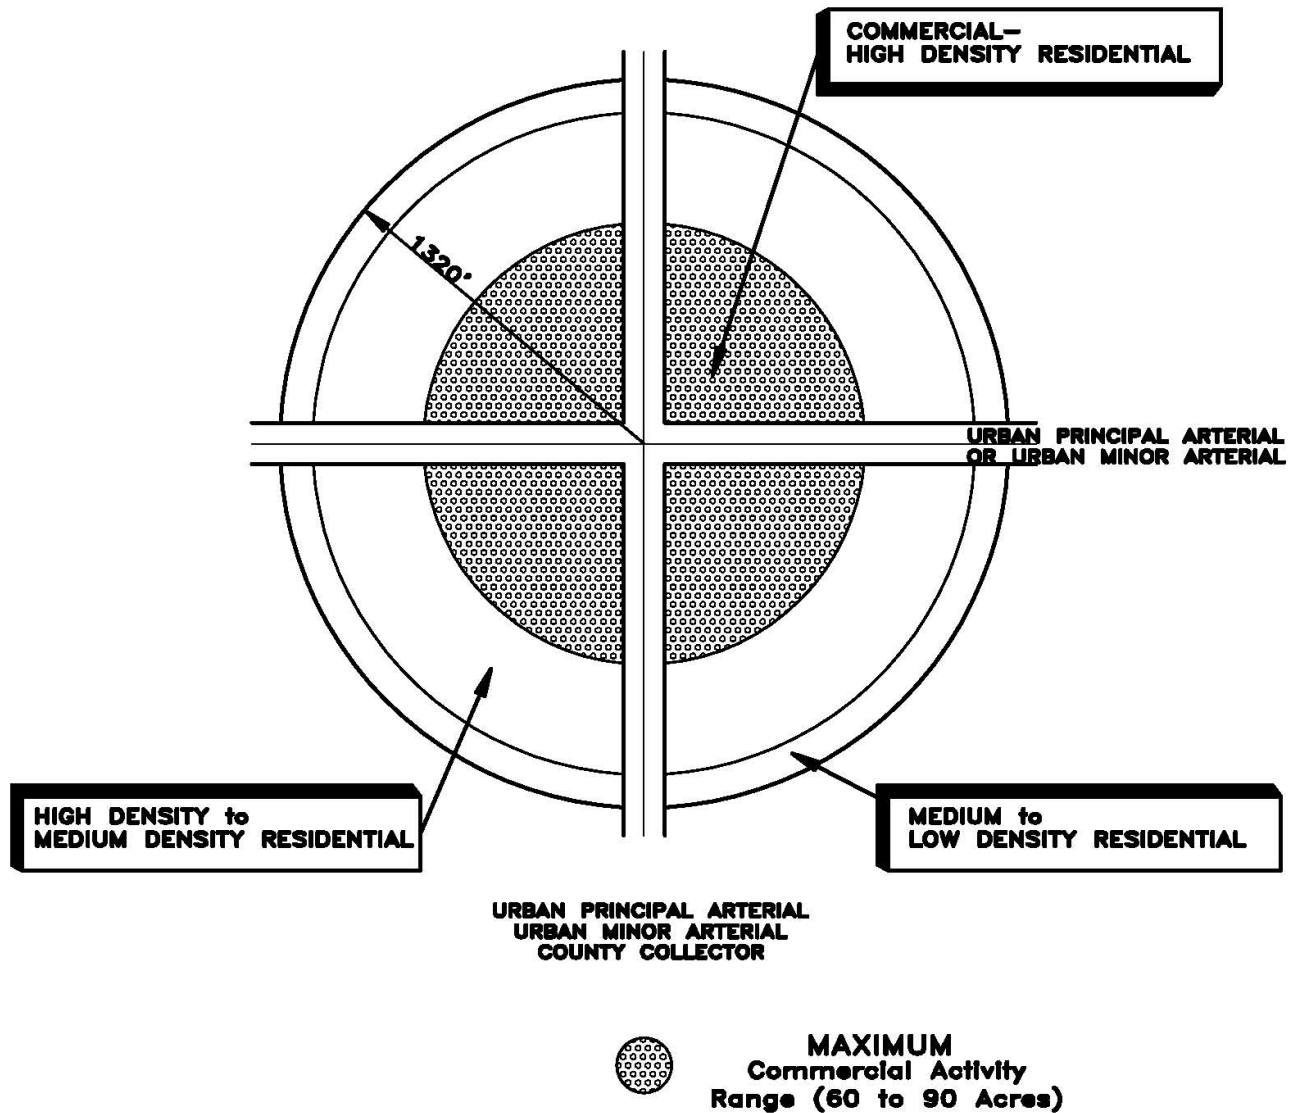 COMMERCIAL-
HIGH DENSITY RESIDENTIAL
1320'
URBAN PRINCIPAL ARTERIAL
OR URBAN MINOR ARTERIAL
HIGH DENSITY to
MEDIUM DENSITY RESIDENTIAL
MEDIUM to
LOW DENSITY RESIDENTIAL
URBAN PRINCIPAL ARTERIAL
URBAN MINOR ARTERIAL
COUNTY COLLECTOR
MAXIMUM
Commercial Activity
Range (60 to 90 Acres)